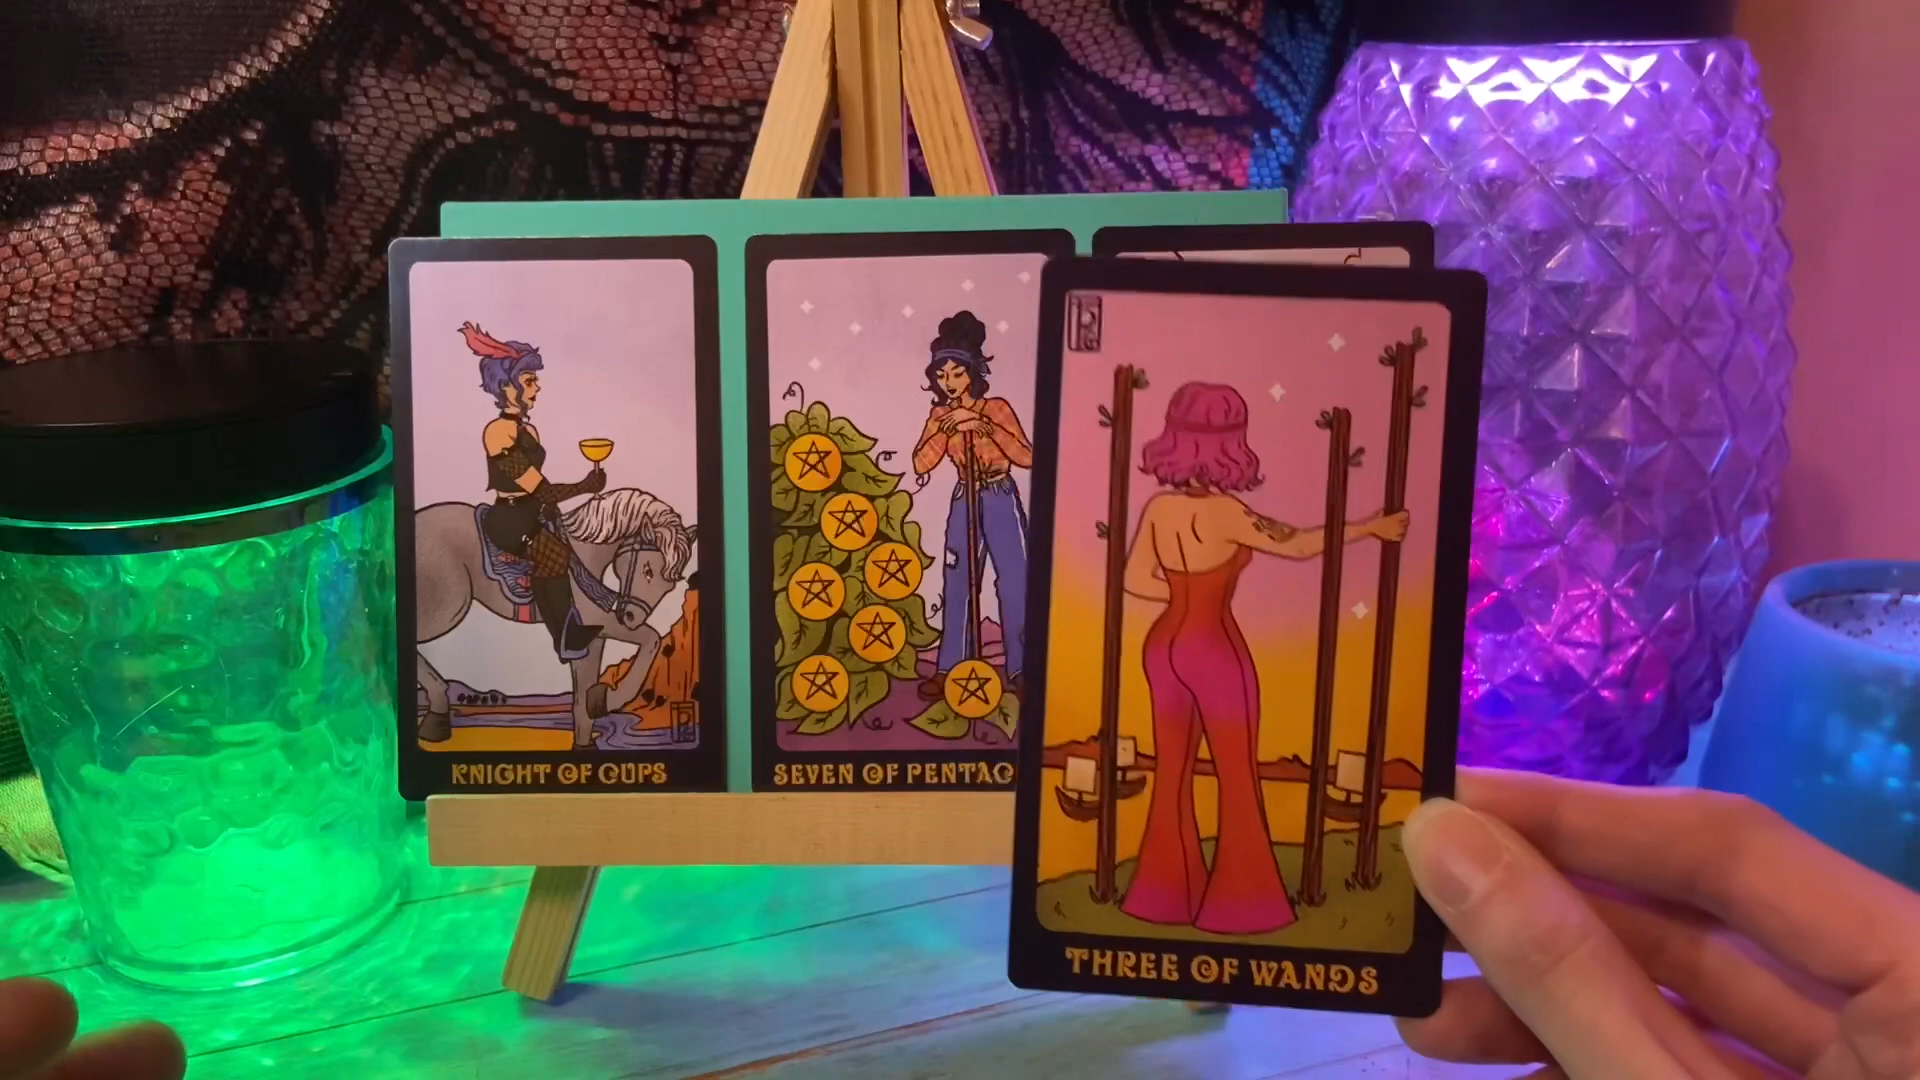 KNIGHT OF CUPS
SEVEN OF PENTAC
THREE OF WANDS